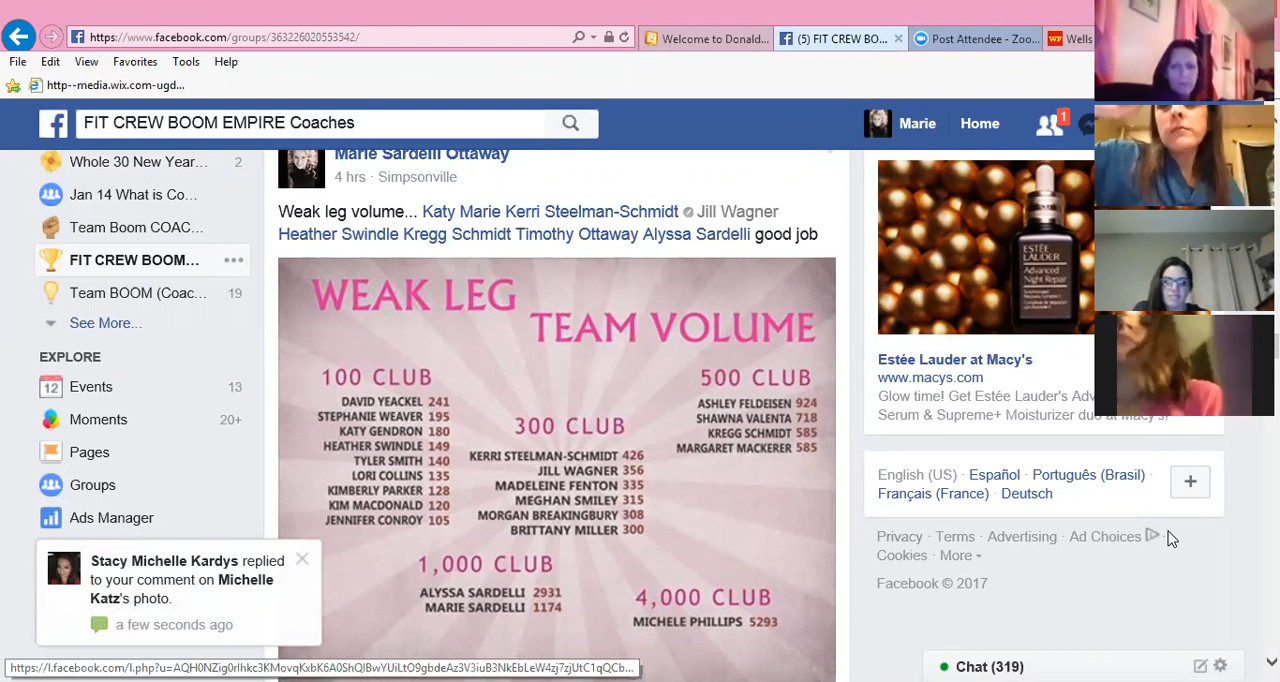 https://www.facebook.com/groups/363226020553542/
Welcome to Donald...
(5) FIT CREW BO...
Post Attendee - Zoo...
Wells
File Edit View Favorites Tools Help
http--media.wix.com-ugd...
FIT CREW BOOM EMPIRE Coaches
Marie
Home
1
Whole 30 New Year... 2
Jan 14 What is Co...
Team Boom COAC...
FIT CREW BOOM...
Team BOOM (Coac... 19
See More...
EXPLORE
12 Events 13
Moments 20+
Pages
Groups
Ads Manager
Stacy Michelle Kardys replied
to your comment on Michelle
Katz's photo.
a few seconds ago
Marie Sardelli Ottaway
4 hrs · Simpsonville
Weak leg volume... Katy Marie Kerri Steelman-Schmidt Jill Wagner
Heather Swindle Kregg Schmidt Timothy Ottaway Alyssa Sardelli good job
WEAK LEG
TEAM VOLUME
100 CLUB
DAVID YEACKEL 241
STEPHANIE WEAVER 195
KATY GENDRON 180
HEATHER SWINDLE 149
TYLER SMITH 140
LORI COLLINS 135
KIMBERLY PARKER 128
KIM MACDONALD 120
JENNIFER CONROY 105
300 CLUB
KERRI STEELMAN-SCHMIDT 426
JILL WAGNER 356
MADELEINE FENTON 335
MEGHAN SMILEY 315
MORGAN BREAKINGBURY 308
BRITTANY MILLER 300
500 CLUB
ASHLEY FELDEISEN 924
SHAWNA VALENTA 718
KREGG SCHMIDT 585
MARGARET MACKERER 585
1,000 CLUB
ALYSSA SARDELLI 2931
MARIE SARDELLI 1174
4,000 CLUB
MICHELE PHILLIPS 5293
ESTĒE
LAUDER
Advanced
Night Repair
Estée Lauder at Macy's
www.macys.com
Glow time! Get Estée Lauder's Adv
Serum & Supreme+ Moisturizer duo at Macy's!
English (US) · Español · Português (Brasil) ·
Français (France) · Deutsch
Privacy · Terms · Advertising · Ad Choices
Cookies · More
Facebook © 2017
Chat (319)